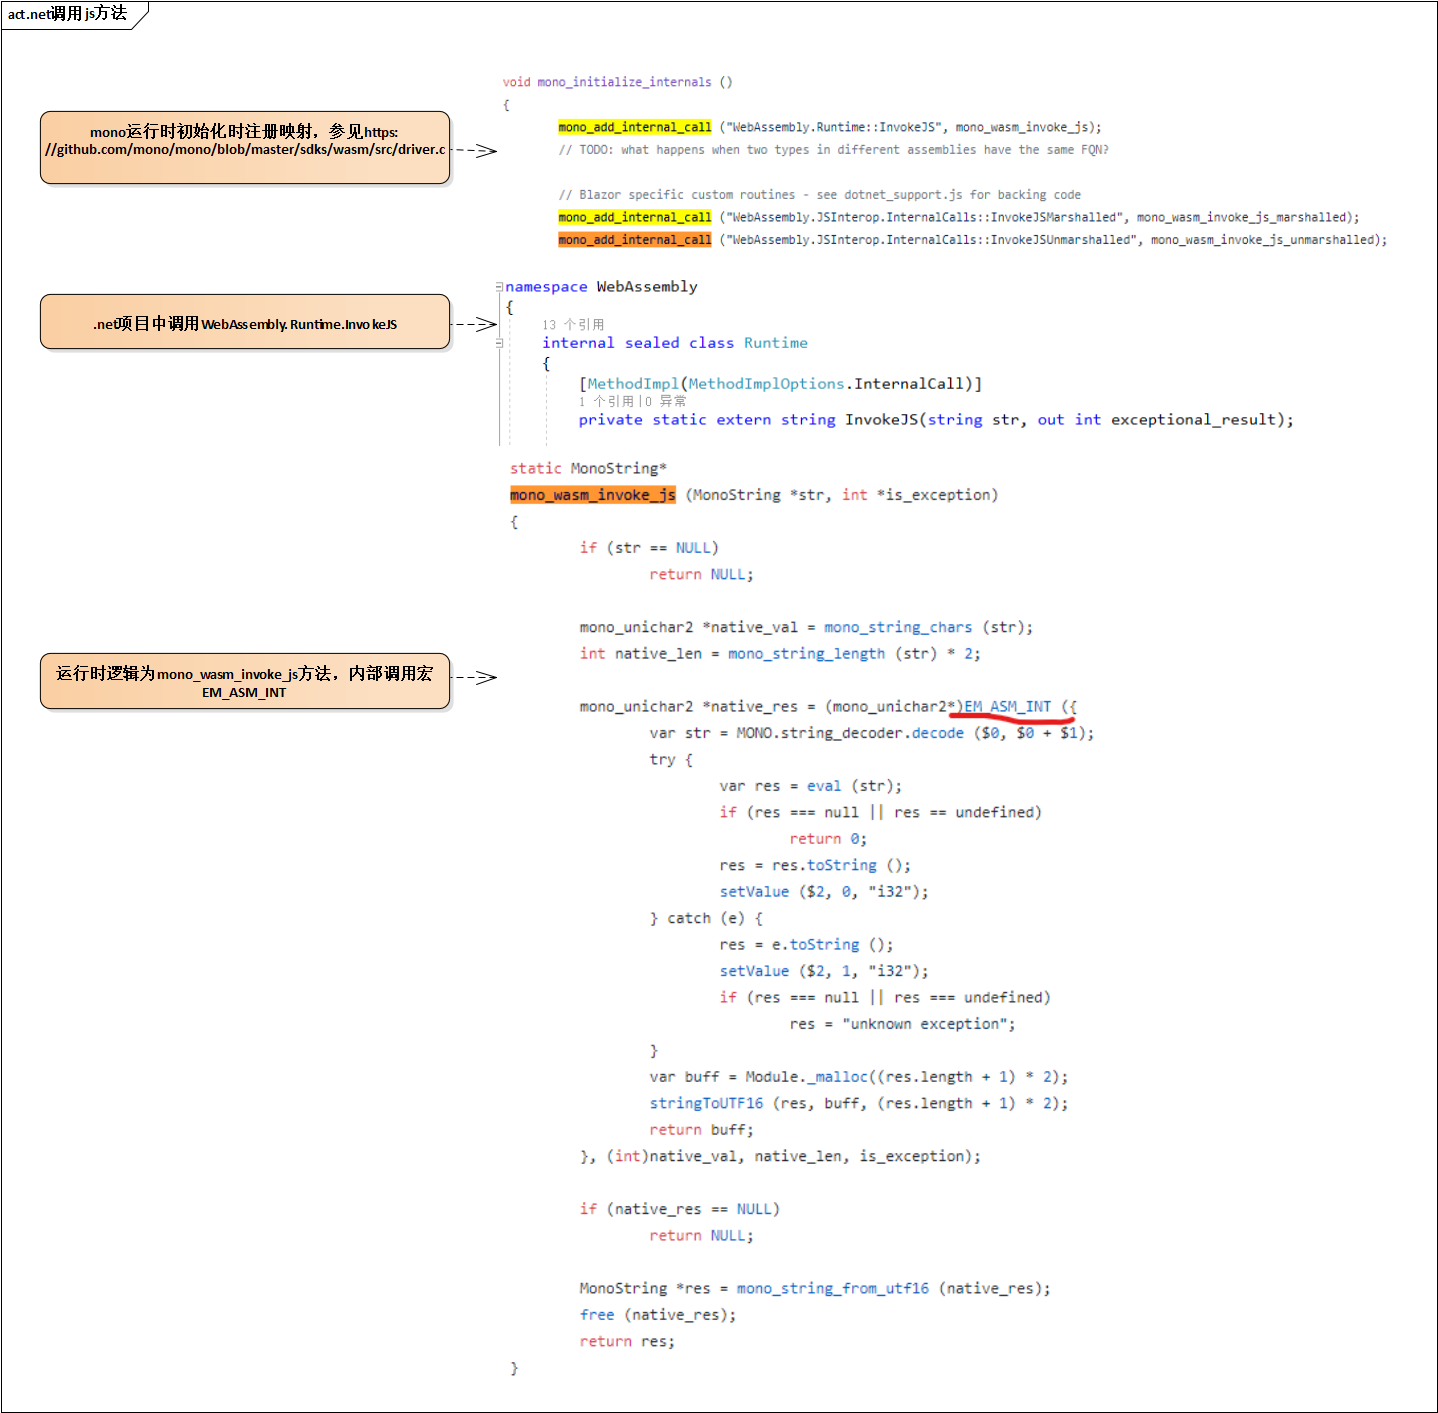 act.net调用js方法
void mono_initialize_internals ()
{
mono运行时初始化时注册映射，参见https:
//github.com/mono/mono/blob/master/sdks/wasm/src/driver.c
mono_add_internal_call ("WebAssembly.Runtime::InvokeJS", mono_wasm_invoke_js);
// TODO: what happens when two types in different assemblies have the same FQN?
// Blazor specific custom routines - see dotnet_support.js for backing code
mono_add_internal_call ("WebAssembly.JSInterop.InternalCalls::InvokeJSMarshalled", mono_wasm_invoke_js_marshalled);
mono_add_internal_call ("WebAssembly.JSInterop.InternalCalls::InvokeJSUnmarshalled", mono_wasm_invoke_js_unmarshalled);
.net项目中调用WebAssembly.Runtime.InvokeJS
namespace WebAssembly
{
13 个引用
internal sealed class Runtime
{
[MethodImpl(MethodImplOptions.InternalCall)]
1 个引用|0 异常
private static extern string InvokeJS(string str, out int exceptional_result);
static MonoString*
mono_wasm_invoke_js (MonoString *str, int *is_exception)
{
if (str == NULL)
return NULL;
mono_unichar2 *native_val = mono_string_chars (str);
int native_len = mono_string_length (str) * 2;
运行时逻辑为mono_wasm_invoke_js方法，内部调用宏
EM_ASM_INT
mono_unichar2 *native_res = (mono_unichar2*)EM_ASM_INT ({
var str = MONO.string_decoder.decode ($0, $0 + $1);
try {
var res = eval (str);
if (res === null || res == undefined)
return 0;
res = res.toString ();
setValue ($2, 0, "i32");
} catch (e) {
res = e.toString ();
setValue ($2, 1, "i32");
if (res === null || res === undefined)
res = "unknown exception";
}
var buff = Module._malloc((res.length + 1) * 2);
stringToUTF16 (res, buff, (res.length + 1) * 2);
return buff;
}, (int)native_val, native_len, is_exception);
if (native_res == NULL)
return NULL;
MonoString *res = mono_string_from_utf16 (native_res);
free (native_res);
return res;
}